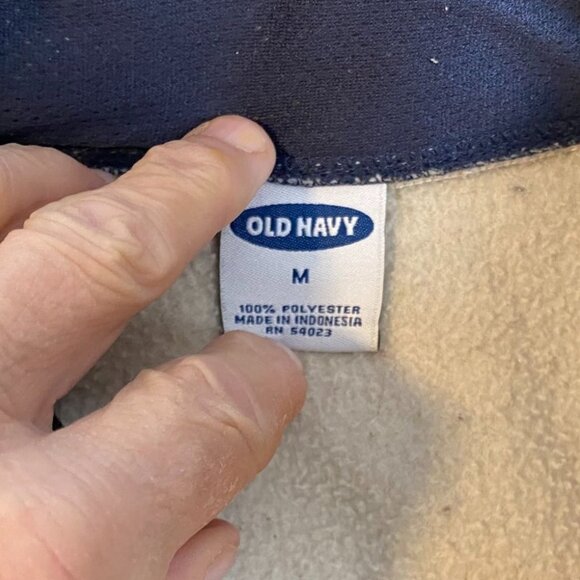 OLD NAVY
M
100% POLYESTER
MADE IN INDONESIA
RN 54023